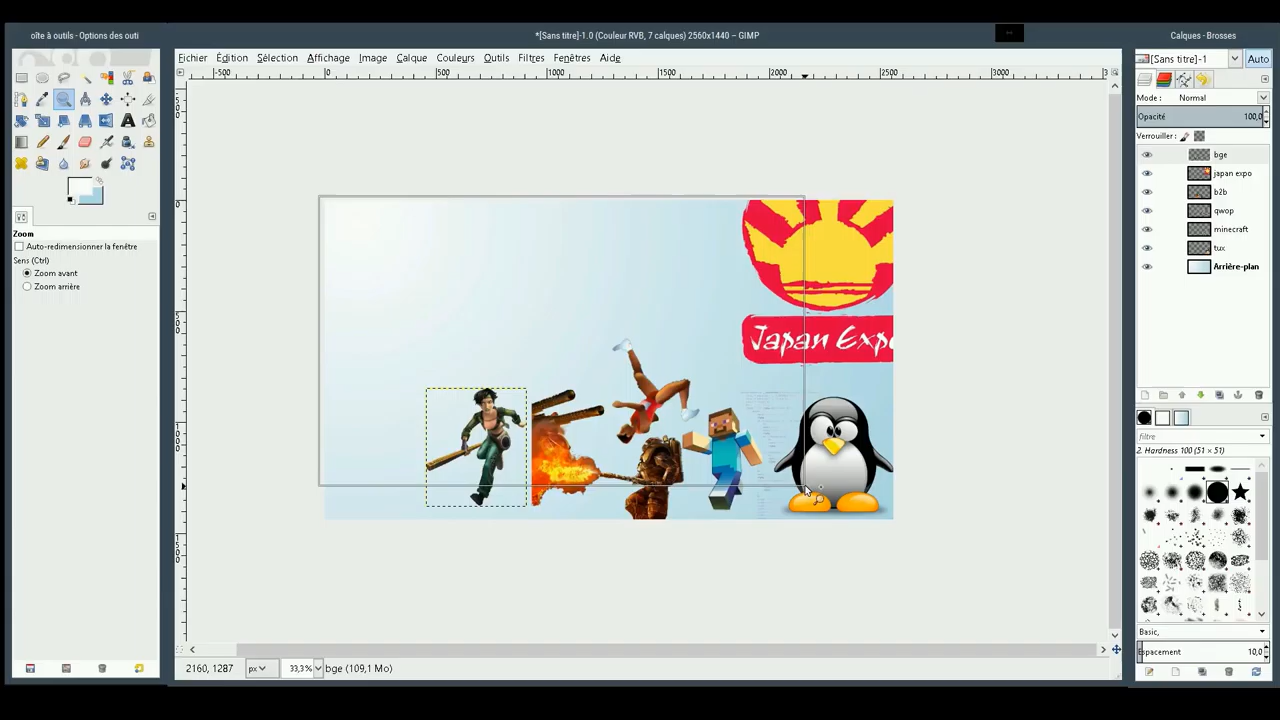 oîte à outils - Options des outi
*[Sans titre]-1.0 (Couleur RVB, 7 calques) 2560x1440 – GIMP
Calques - Brosses
Fichier Édition Sélection Affichage Image Calque Couleurs Outils Filtres Fenêtres Aide
[Sans titre]-1 Auto
-500 0 500 1000 1500 2000 2500 3000
Mode : Normal
Opacité 100,0
Verrouiller :
bge
japan expo
b2b
qwop
minecraft
tux
Arrière-plan
Zoom
Auto-redimensionner la fenêtre
Sens (Ctrl)
Zoom avant
Zoom arrière
Japan Expo
filtre
2. Hardness 100 (51 × 51)
Basic,
Espacement 10,0
2160, 1287 px 33,3% bge (109,1 Mo)